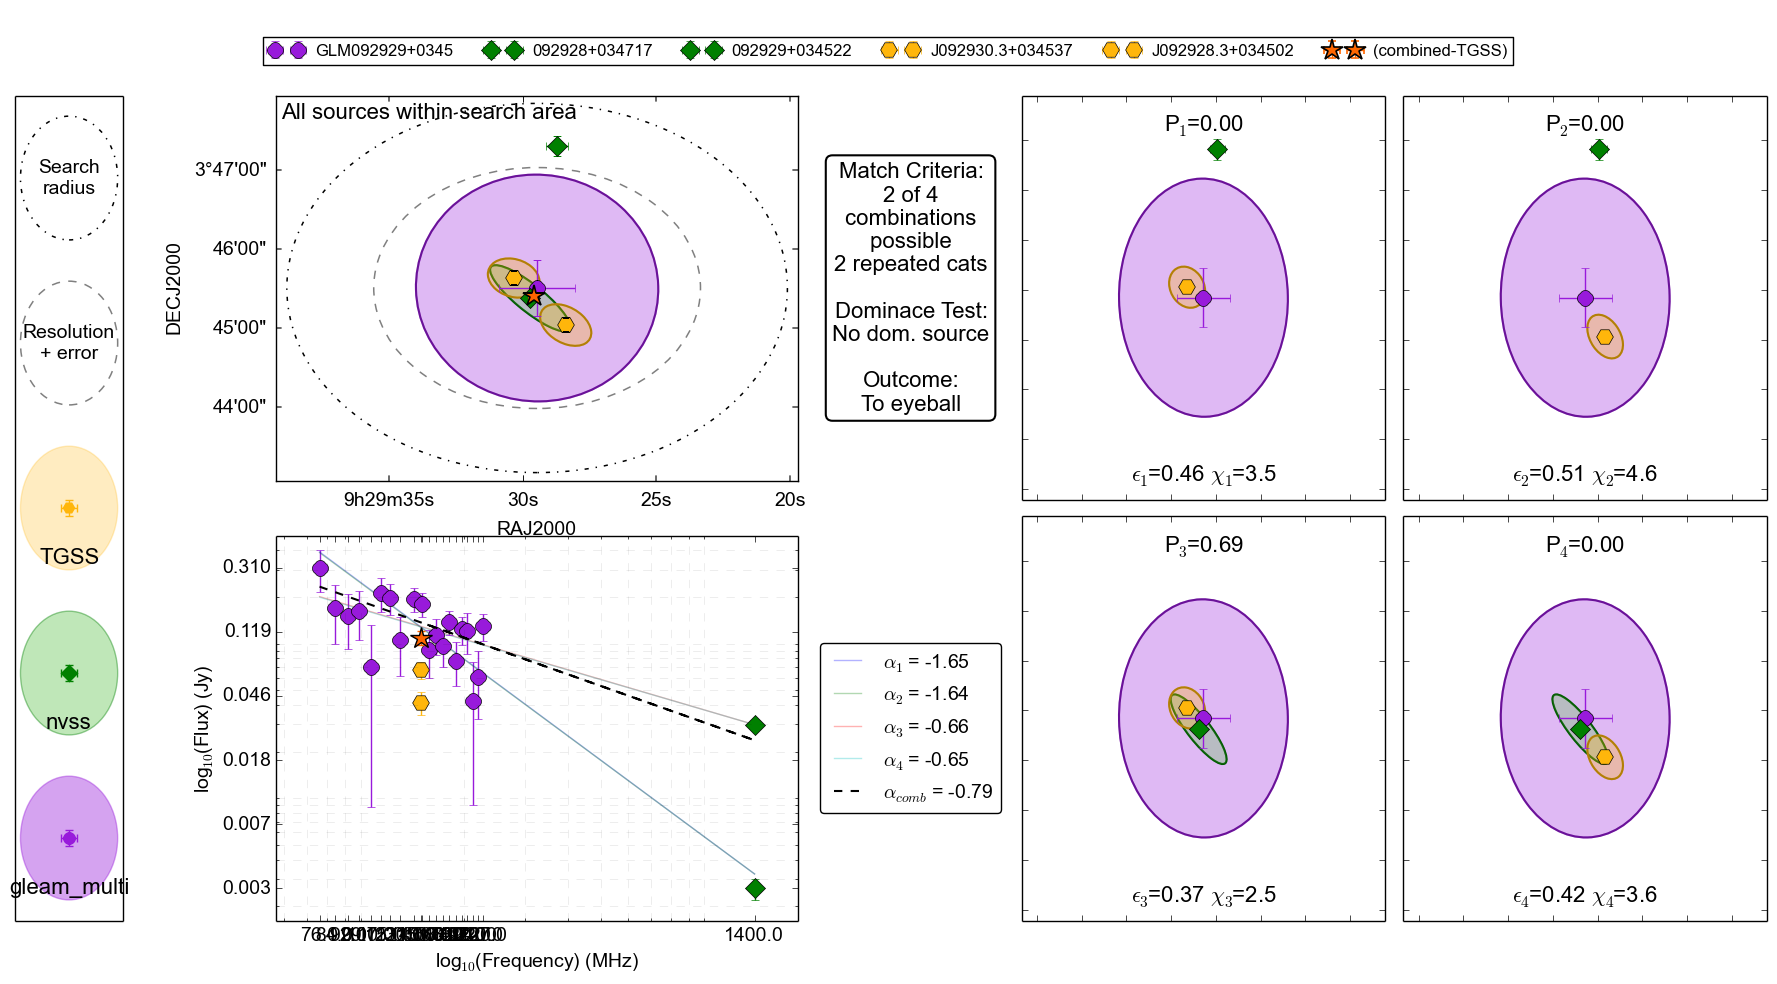 GLM092929+0345 092928+034717 092929+034522 J092930.3+034537 J092928.3+034502 (combined-TGSS)
Search
radius
Resolution
+ error
TGSS
nvss
gleam_multi
All sources within search area
DECJ2000
3°47'00"
46'00"
45'00"
44'00"
9h29m35s 30s 25s 20s
RAJ2000
Match Criteria:
2 of 4
combinations
possible
2 repeated cats
Dominace Test:
No dom. source
Outcome:
To eyeball
P1=0.00
ϵ1=0.46 χ1=3.5
P2=0.00
ϵ2=0.51 χ2=4.6
log10(Flux) (Jy)
0.310
0.119
0.046
0.018
0.007
0.003
1400.0
log10(Frequency) (MHz)
α1 = -1.65
α2 = -1.64
α3 = -0.66
α4 = -0.65
αcomb = -0.79
P3=0.69
ϵ3=0.37 χ3=2.5
P4=0.00
ϵ4=0.42 χ4=3.6